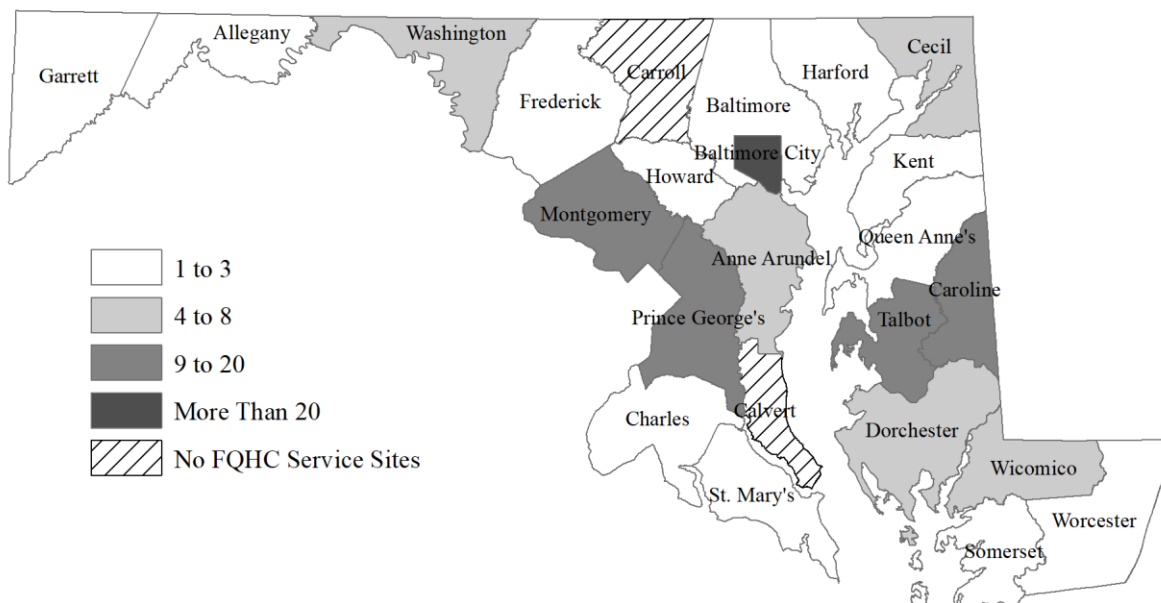 Garrett
Allegany
Washington
Frederick
Carroll
Baltimore
Harford
Cecil
Baltimore City
Howard
Kent
Montgomery
Queen Anne's
Anne Arundel
Caroline
Prince George's
Talbot
Charles
Calvert
Dorchester
St. Mary's
Wicomico
Worcester
Somerset
1 to 3
4 to 8
9 to 20
More Than 20
No FQHC Service Sites